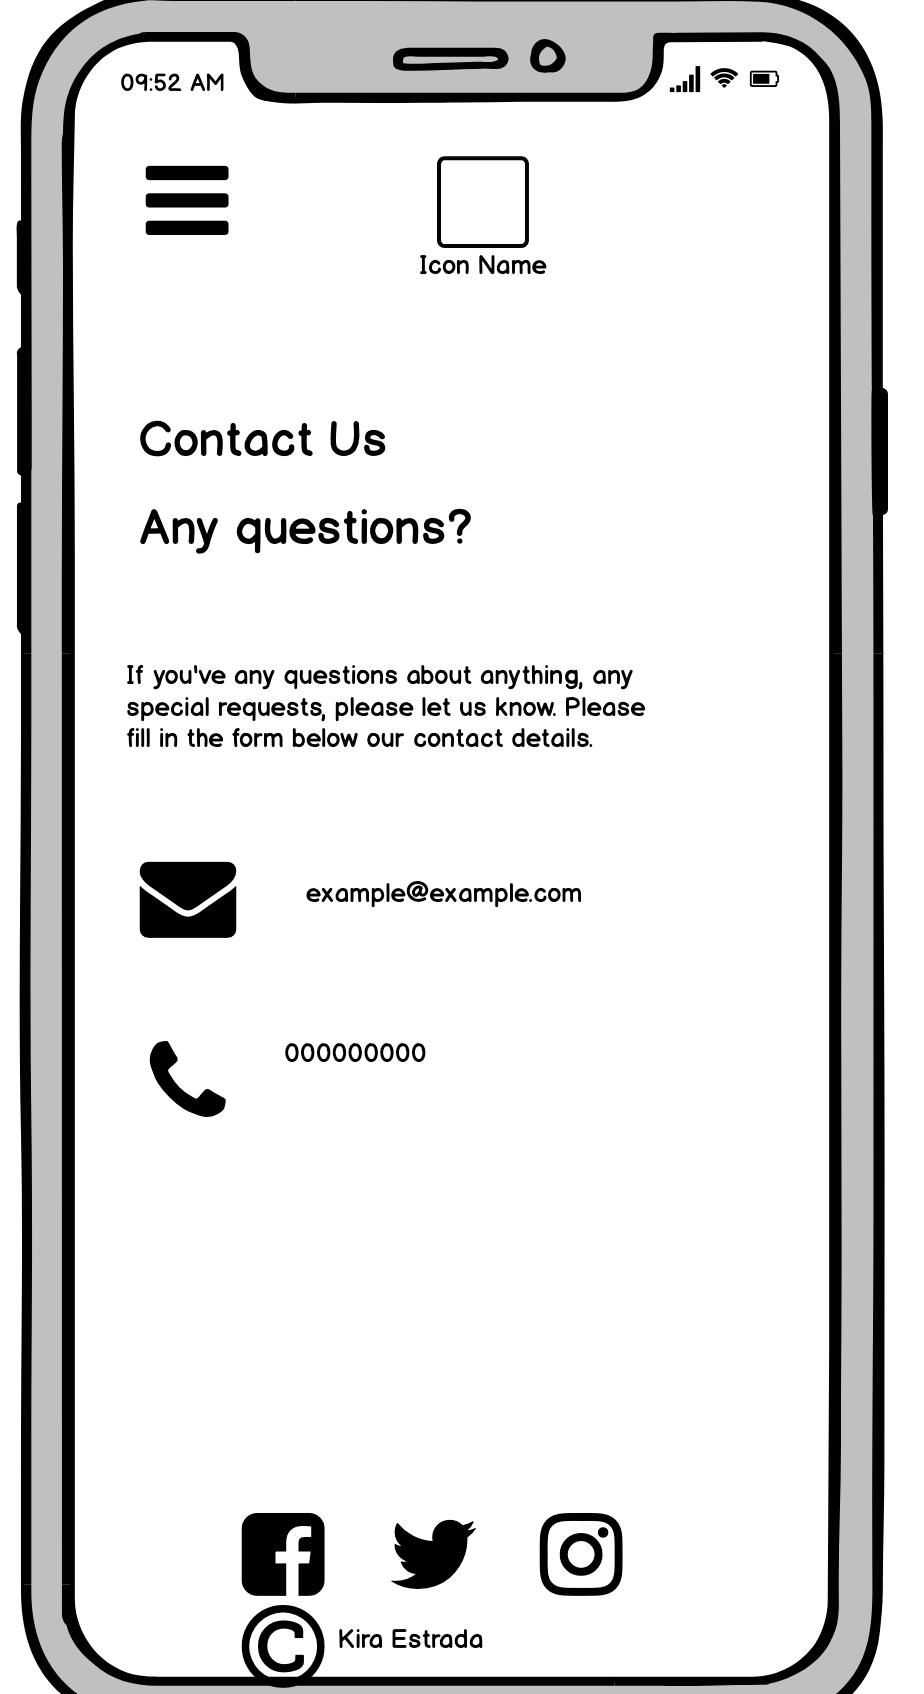 09:52 AM
Icon Name
Contact Us
Any questions?
If you've any questions about anything, any
special requests, please let us know. Please
fill in the form below our contact details.
example@example.com
000000000
© Kira Estrada